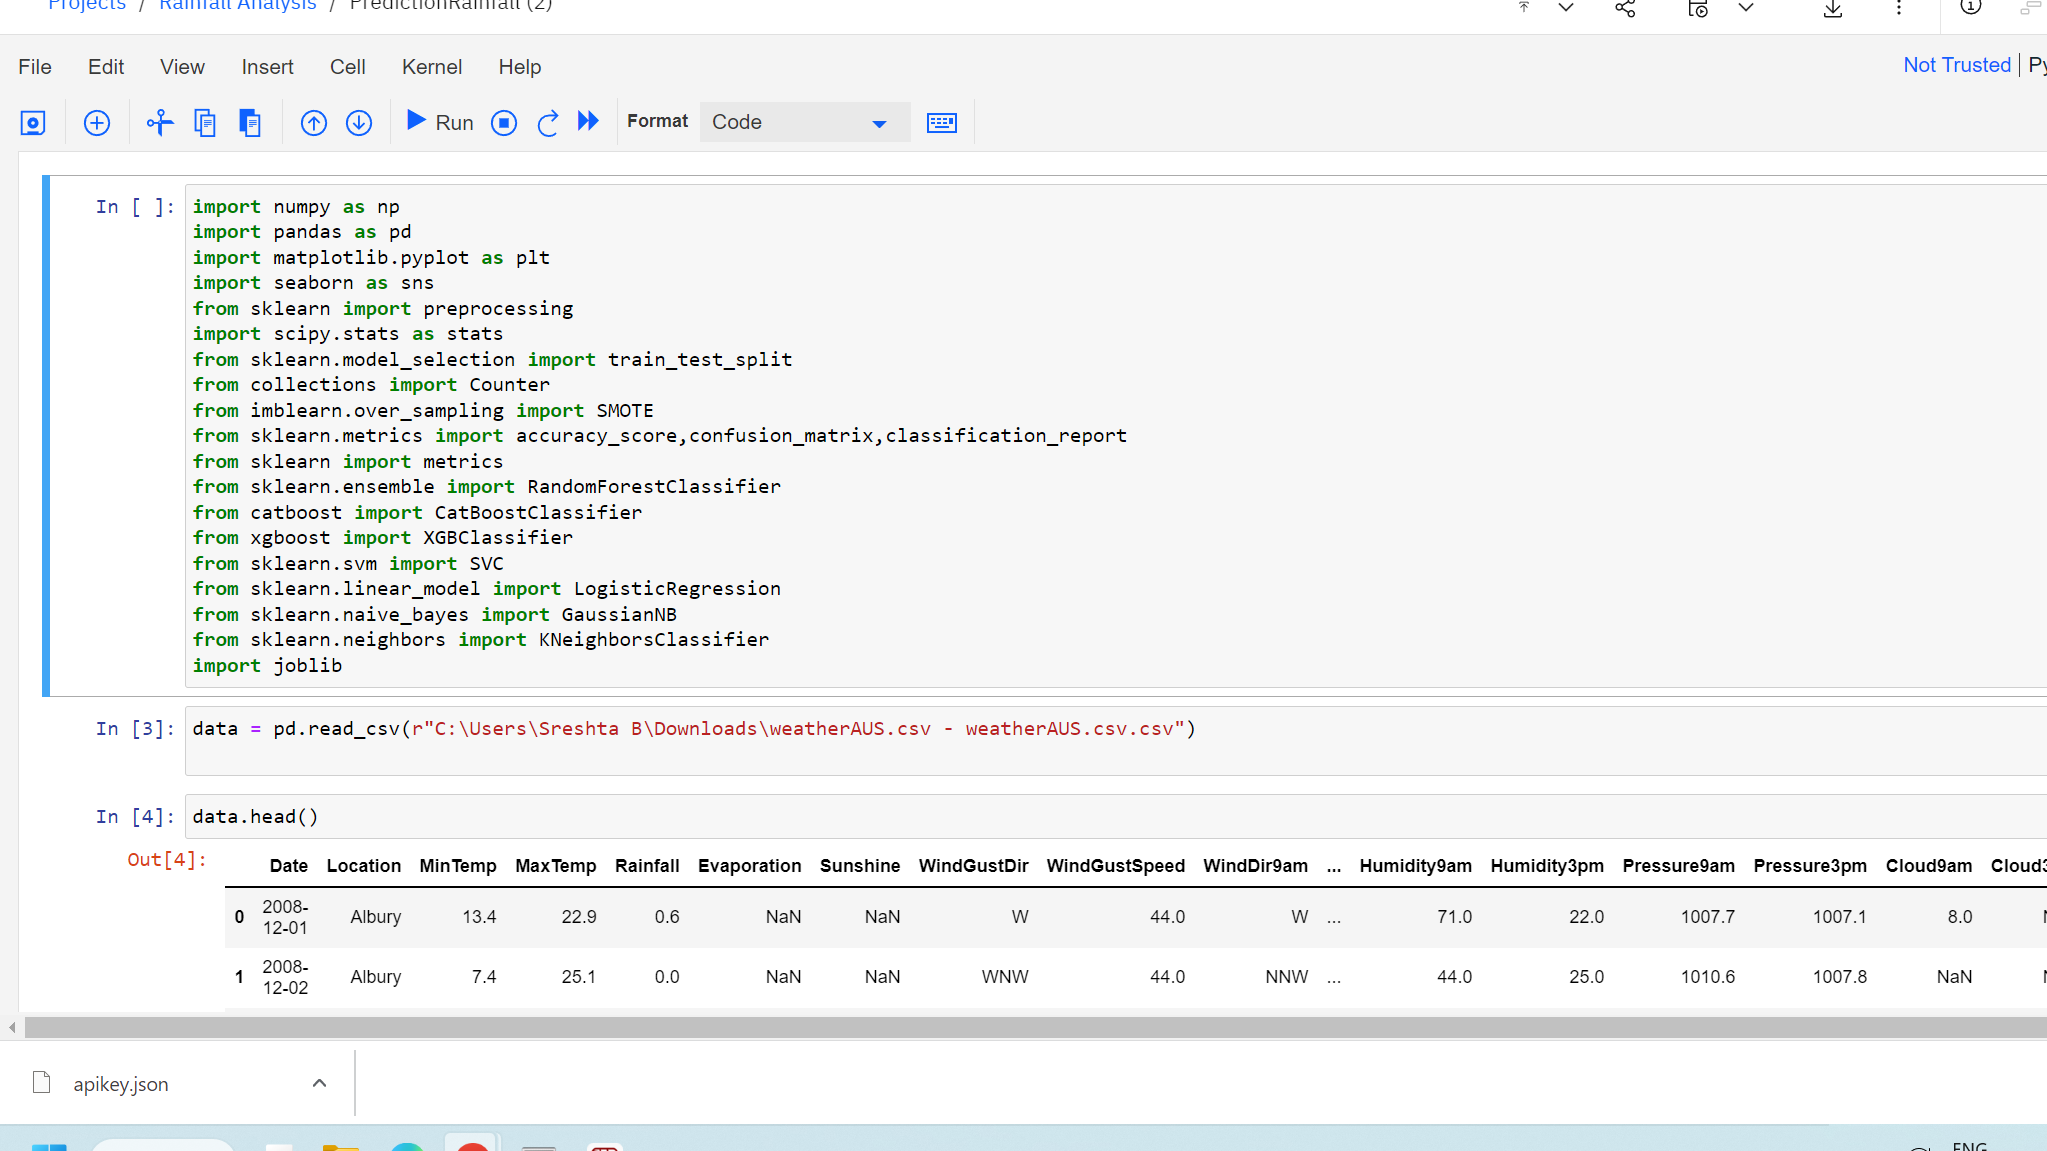 Projects / Rainfall Analysis / PredictionRainfall (2)
File Edit View Insert Cell Kernel Help
Not Trusted
Run Format Code
In [ ]: import numpy as np
import pandas as pd
import matplotlib.pyplot as plt
import seaborn as sns
from sklearn import preprocessing
import scipy.stats as stats
from sklearn.model_selection import train_test_split
from collections import Counter
from imblearn.over_sampling import SMOTE
from sklearn.metrics import accuracy_score,confusion_matrix,classification_report
from sklearn import metrics
from sklearn.ensemble import RandomForestClassifier
from catboost import CatBoostClassifier
from xgboost import XGBClassifier
from sklearn.svm import SVC
from sklearn.linear_model import LogisticRegression
from sklearn.naive_bayes import GaussianNB
from sklearn.neighbors import KNeighborsClassifier
import joblib
In [3]: data = pd.read_csv(r"C:\Users\Sreshta B\Downloads\weatherAUS.csv - weatherAUS.csv.csv")
In [4]: data.head()
Out[4]:
Date Location MinTemp MaxTemp Rainfall Evaporation Sunshine WindGustDir WindGustSpeed WindDir9am ... Humidity9am Humidity3pm Pressure9am Pressure3pm Cloud9am
0 2008-12-01 Albury 13.4 22.9 0.6 NaN NaN W 44.0 W ... 71.0 22.0 1007.7 1007.1 8.0
1 2008-12-02 Albury 7.4 25.1 0.0 NaN NaN WNW 44.0 NNW ... 44.0 25.0 1010.6 1007.8 NaN
apikey.json
ENG